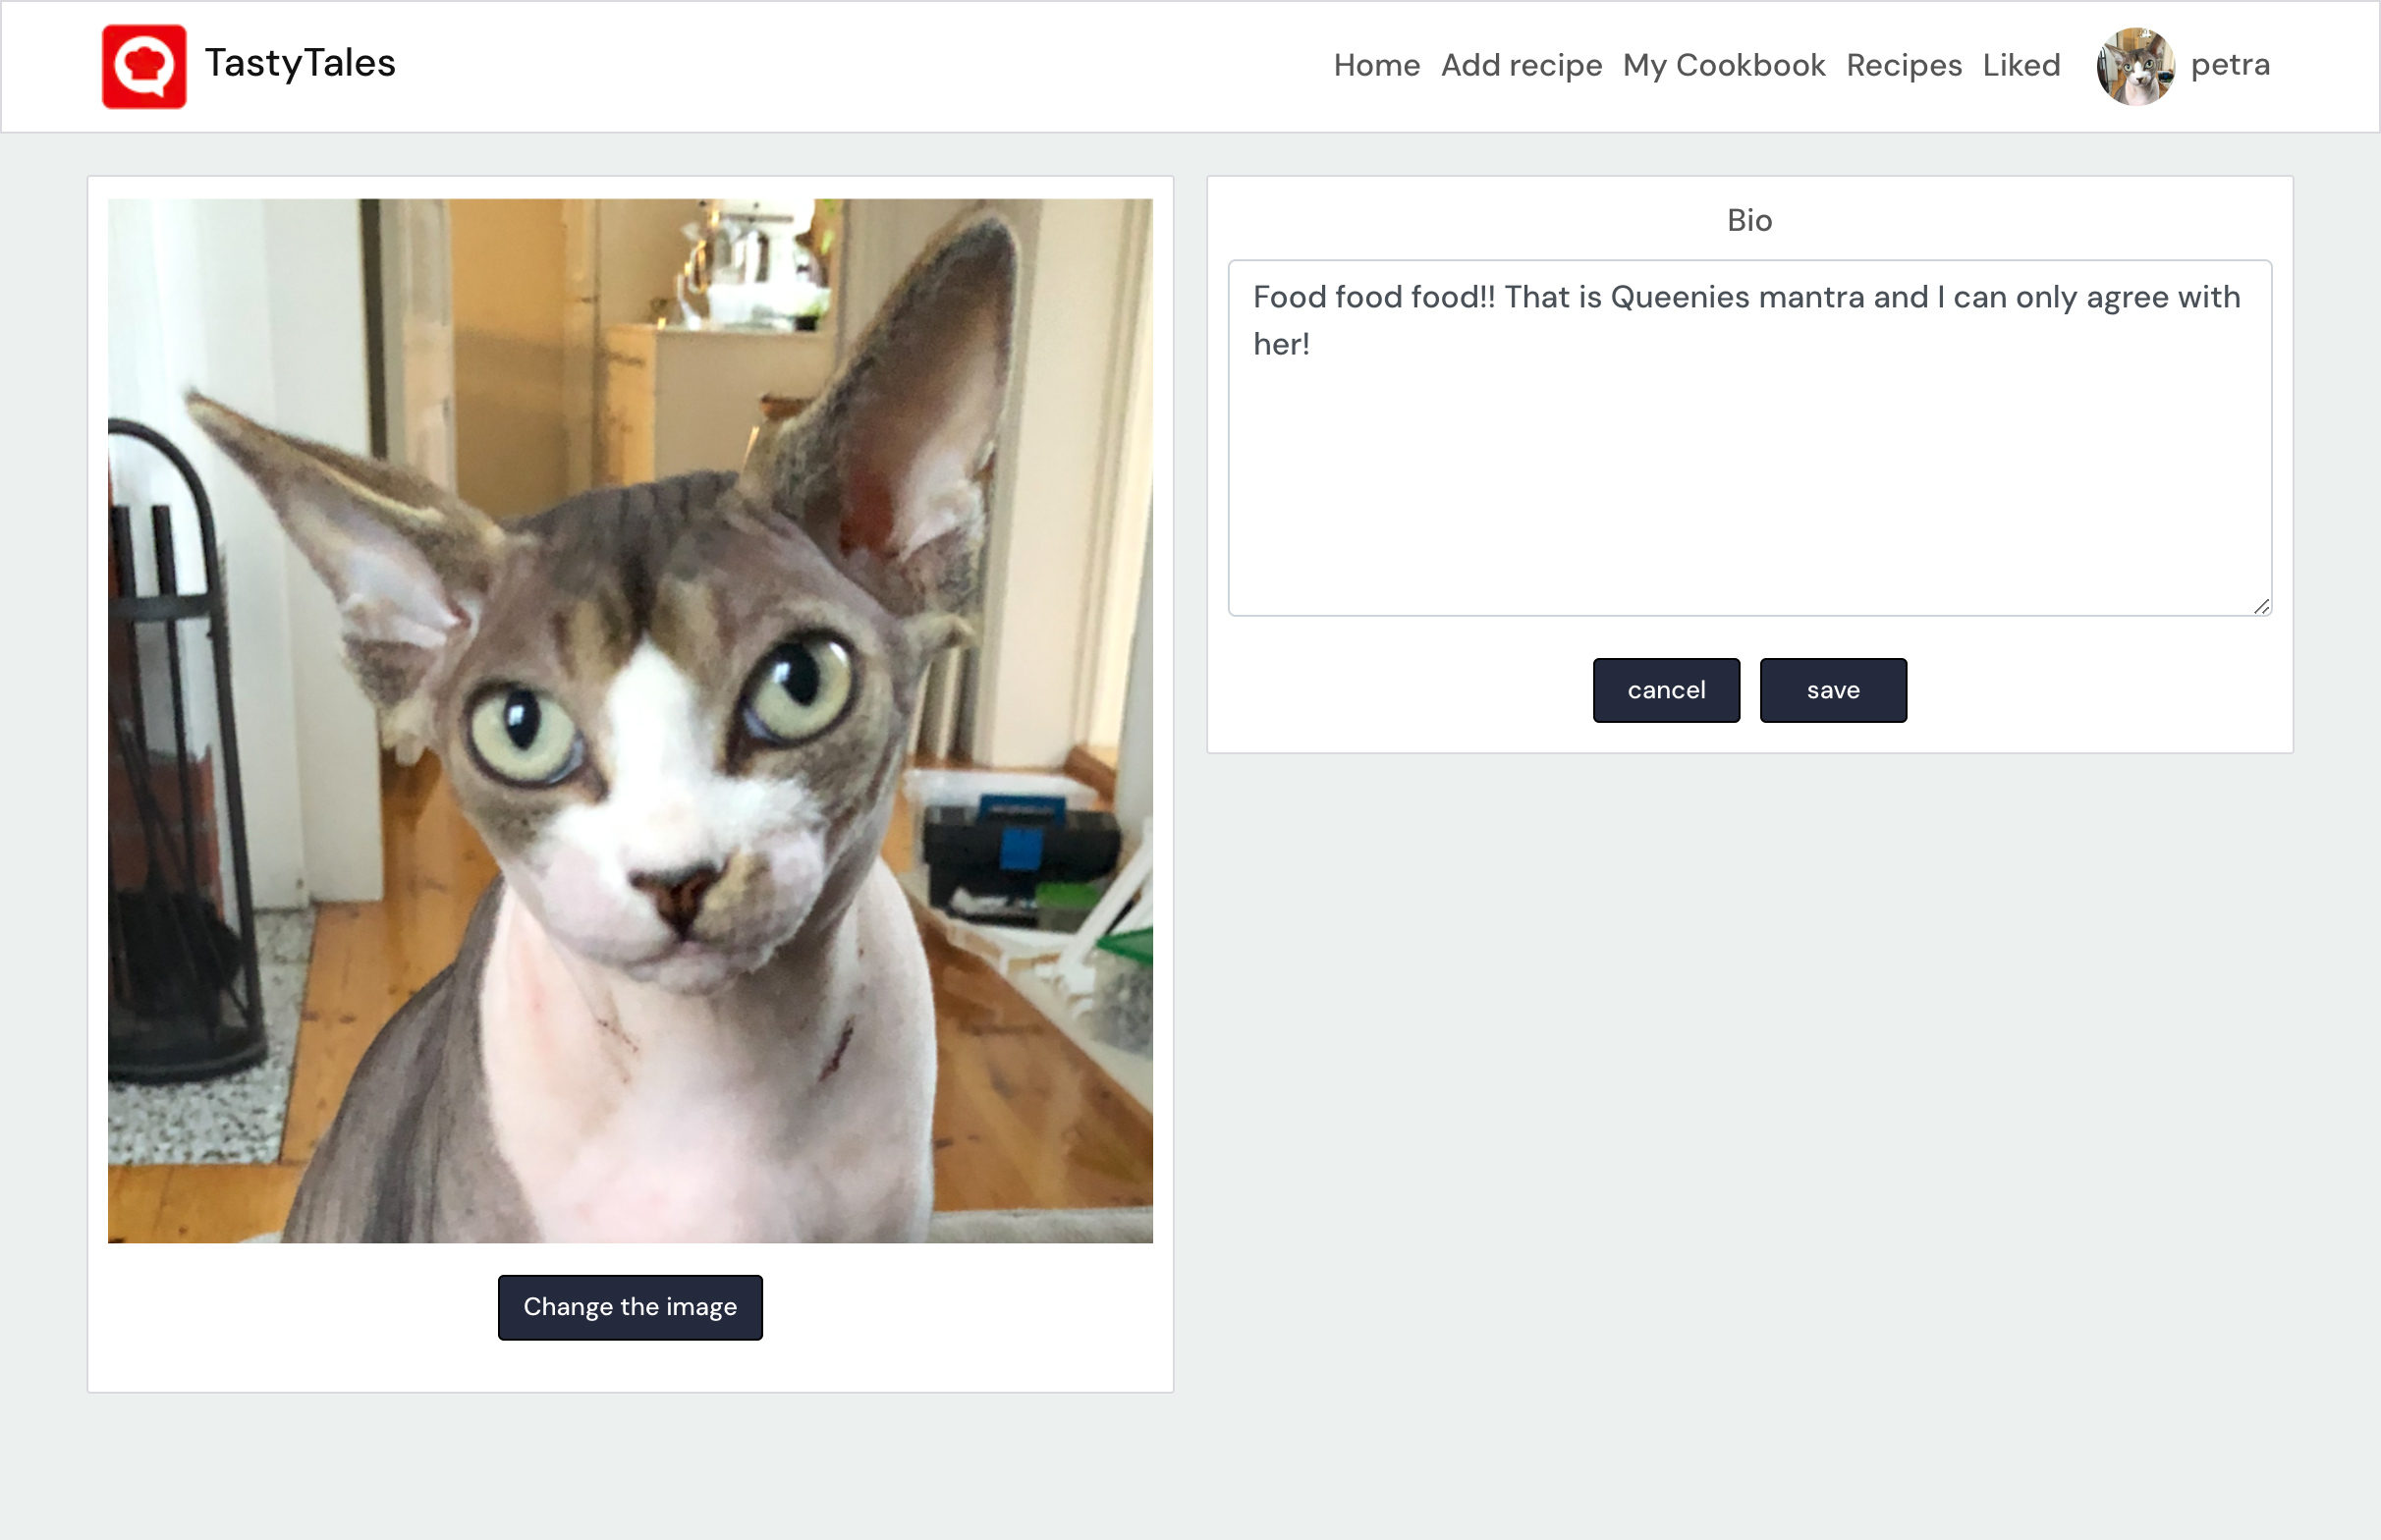 TastyTales
Home Add recipe My Cookbook Recipes Liked petra
Bio
Food food food!! That is Queenies mantra and I can only agree with
her!
cancel save
Change the image